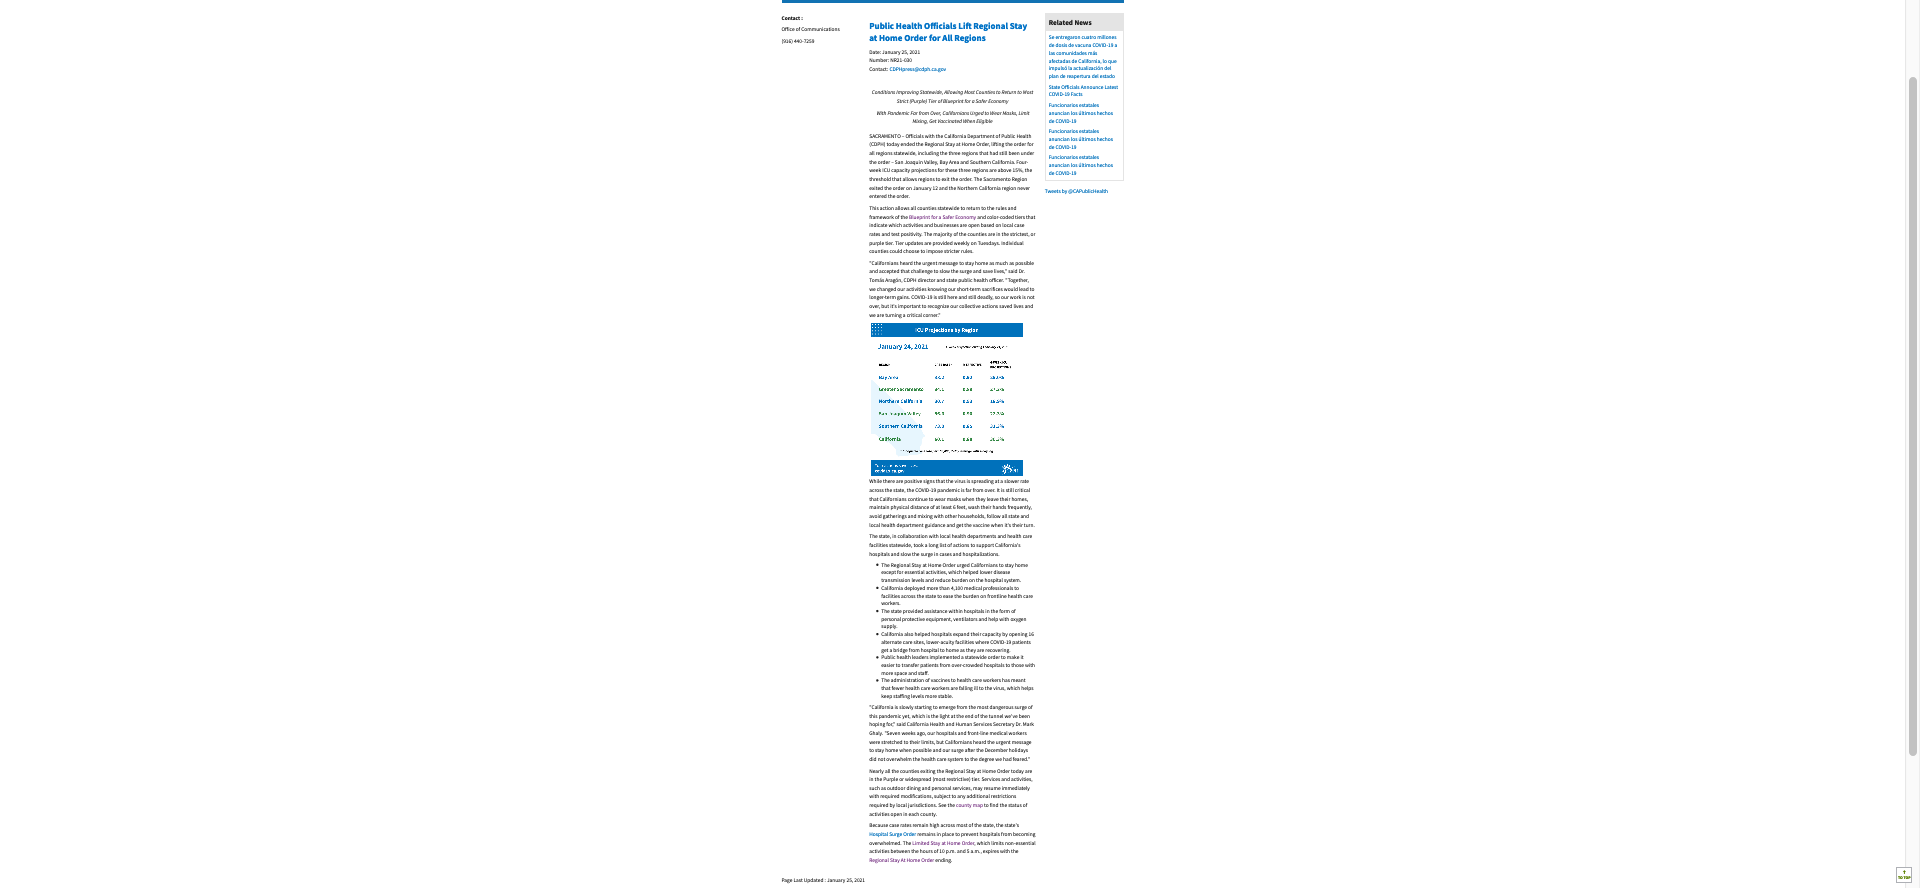 Contact :
Office of Communications
(916) 440-7259
Public Health Officials Lift Regional Stay
at Home Order for All Regions
Date: January 25, 2021
Number: NR21-030
Contact: CDPHpress@cdph.ca.gov
Conditions Improving Statewide, Allowing Most Counties to Return to Most
Strict (Purple) Tier of Blueprint for a Safer Economy
With Pandemic Far from Over, Californians Urged to Wear Masks, Limit
Mixing, Get Vaccinated When Eligible
SACRAMENTO – Officials with the California Department of Public Health
(CDPH) today ended the Regional Stay at Home Order, lifting the order for
all regions statewide, including the three regions that had still been under
the order – San Joaquin Valley, Bay Area and Southern California. Four-
week ICU capacity projections for these three regions are above 15%, the
threshold that allows regions to exit the order. The Sacramento Region
exited the order on January 12 and the Northern California region never
entered the order.
This action allows all counties statewide to return to the rules and
framework of the Blueprint for a Safer Economy and color-coded tiers that
indicate which activities and businesses are open based on local case
rates and test positivity. The majority of the counties are in the strictest, or
purple tier. Tier updates are provided weekly on Tuesdays. Individual
counties could choose to impose stricter rules.
"Californians heard the urgent message to stay home as much as possible
and accepted that challenge to slow the surge and save lives," said Dr.
Tomás Aragón, CDPH director and state public health officer. "Together,
we changed our activities knowing our short-term sacrifices would lead to
longer-term gains. COVID-19 is still here and still deadly, so our work is not
over, but it's important to recognize our collective actions saved lives and
we are turning a critical corner."
ICU Projections by Region
January 24, 2021
Bay Area
Greater Sacramento
Northern California
San Joaquin Valley
Southern California
California
covid19.ca.gov
While there are positive signs that the virus is spreading at a slower rate
across the state, the COVID-19 pandemic is far from over. It is still critical
that Californians continue to wear masks when they leave their homes,
maintain physical distance of at least 6 feet, wash their hands frequently,
avoid gatherings and mixing with other households, follow all state and
local health department guidance and get the vaccine when it's their turn.
The state, in collaboration with local health departments and health care
facilities statewide, took a long list of actions to support California's
hospitals and slow the surge in cases and hospitalizations.
• The Regional Stay at Home Order urged Californians to stay home
except for essential activities, which helped lower disease
transmission levels and reduce burden on the hospital system.
• California deployed more than 4,100 medical professionals to
facilities across the state to ease the burden on frontline health care
workers.
• The state provided assistance within hospitals in the form of
personal protective equipment, ventilators and help with oxygen
supply.
• California also helped hospitals expand their capacity by opening 16
alternate care sites, lower-acuity facilities where COVID-19 patients
get a bridge from hospital to home as they are recovering.
• Public health leaders implemented a statewide order to make it
easier to transfer patients from over-crowded hospitals to those with
more space and staff.
• The administration of vaccines to health care workers has meant
that fewer health care workers are falling ill to the virus, which helps
keep staffing levels more stable.
"California is slowly starting to emerge from the most dangerous surge of
this pandemic yet, which is the light at the end of the tunnel we've been
hoping for," said California Health and Human Services Secretary Dr. Mark
Ghaly. "Seven weeks ago, our hospitals and front-line medical workers
were stretched to their limits, but Californians heard the urgent message
to stay home when possible and our surge after the December holidays
did not overwhelm the health care system to the degree we had feared."
Nearly all the counties exiting the Regional Stay at Home Order today are
in the Purple or widespread (most restrictive) tier. Services and activities,
such as outdoor dining and personal services, may resume immediately
with required modifications, subject to any additional restrictions
required by local jurisdictions. See the county map to find the status of
activities open in each county.
Because case rates remain high across most of the state, the state's
Hospital Surge Order remains in place to prevent hospitals from becoming
overwhelmed. The Limited Stay at Home Order, which limits non-essential
activities between the hours of 10 p.m. and 5 a.m., expires with the
Regional Stay At Home Order ending.
Page Last Updated : January 25, 2021
Related News
Se entregaron cuatro millones
de dosis de vacuna COVID-19 a
las comunidades más
afectadas de California, lo que
impulsó la actualización del
plan de reapertura del estado
State Officials Announce Latest
COVID-19 Facts
Funcionarios estatales
anuncian los últimos hechos
de COVID-19
Funcionarios estatales
anuncian los últimos hechos
de COVID-19
Funcionarios estatales
anuncian los últimos hechos
de COVID-19
Tweets by @CAPublicHealth
TO TOP